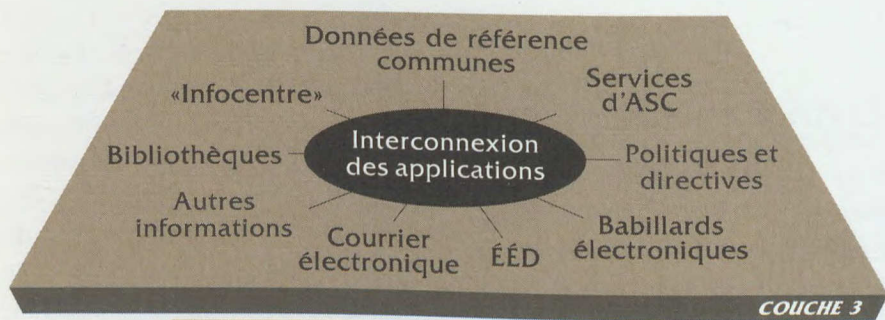 Données de référence
communes
Services
d'ASC
«Infocentre»
Interconnexion
des applications
Bibliothèques
Politiques et
directives
Autres
informations
Babillards
électroniques
Courrier
électronique
ÉÉD
COUCHE 3